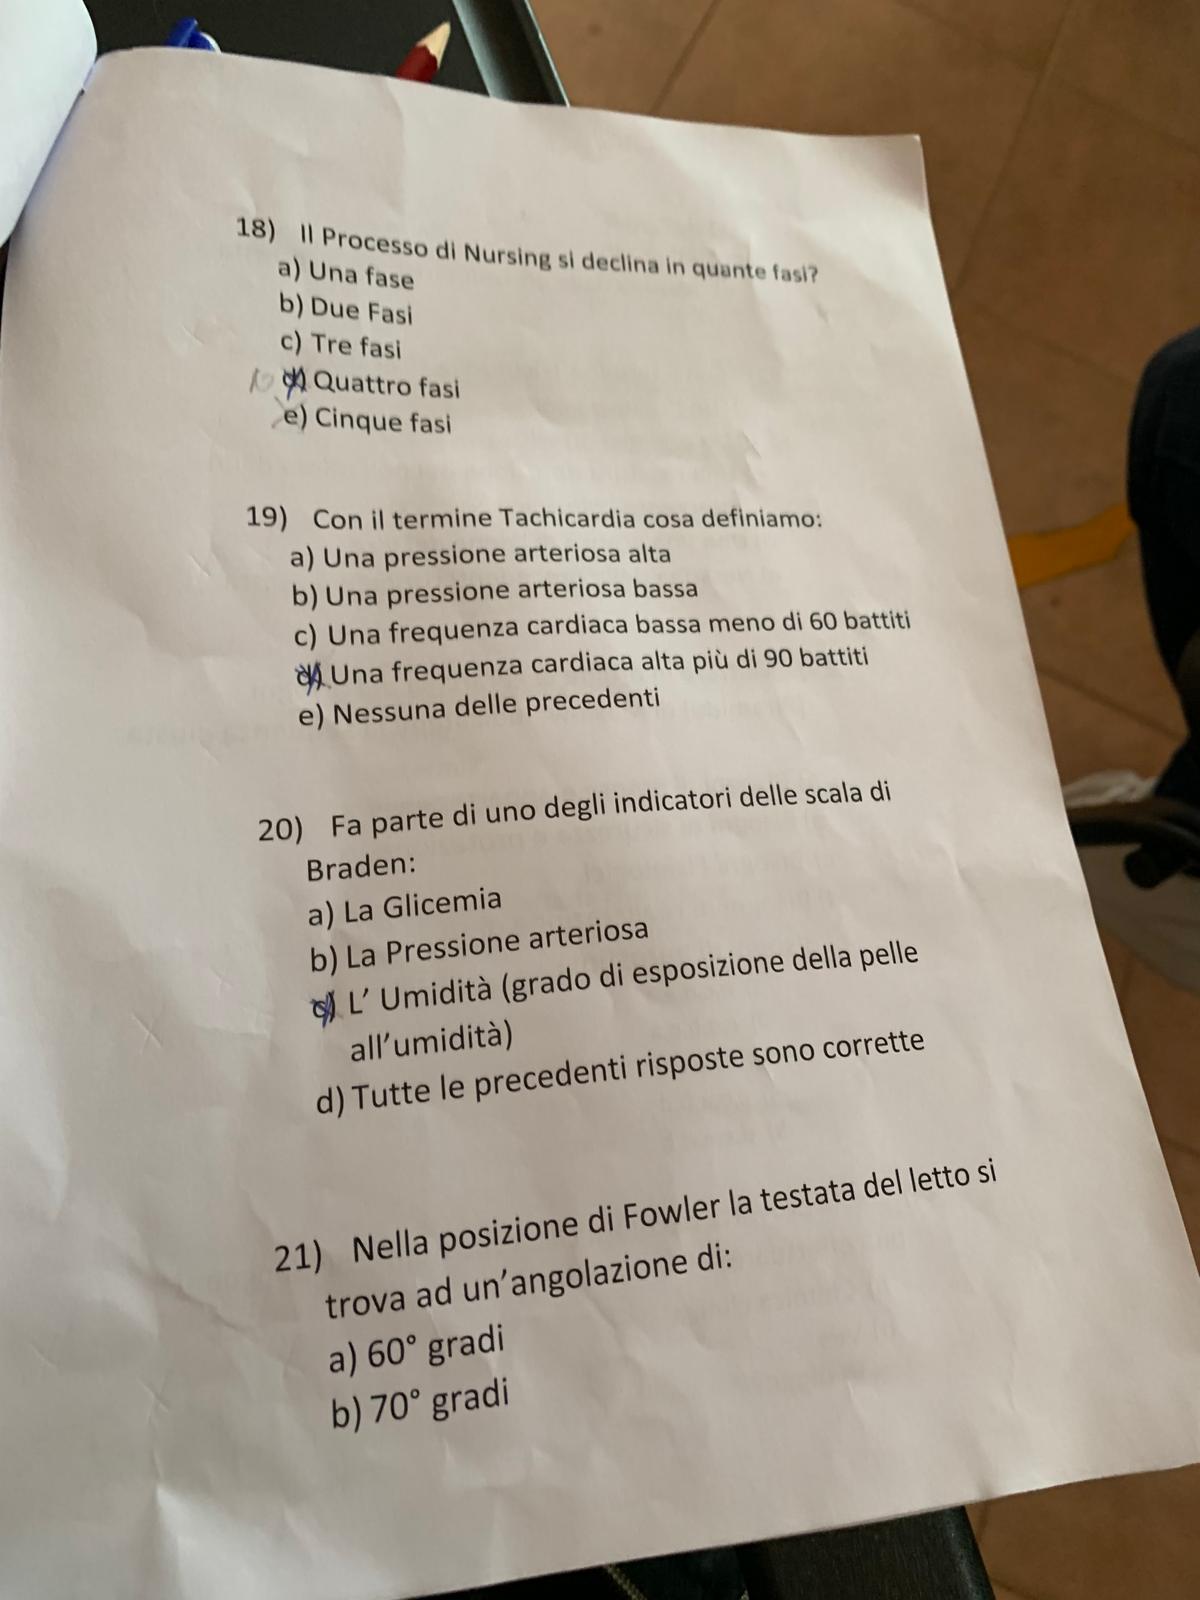 18) Il Processo di Nursing si declina in quante fasi?
a) Una fase
b) Due Fasi
c) Tre fasi
d) Quattro fasi
e) Cinque fasi
19) Con il termine Tachicardia cosa definiamo:
a) Una pressione arteriosa alta
b) Una pressione arteriosa bassa
c) Una frequenza cardiaca bassa meno di 60 battiti
d) Una frequenza cardiaca alta più di 90 battiti
e) Nessuna delle precedenti
20) Fa parte di uno degli indicatori delle scala di
Braden:
a) La Glicemia
b) La Pressione arteriosa
c) L' Umidità (grado di esposizione della pelle
all'umidità)
d) Tutte le precedenti risposte sono corrette
21) Nella posizione di Fowler la testata del letto si
trova ad un'angolazione di:
a) 60° gradi
b) 70° gradi